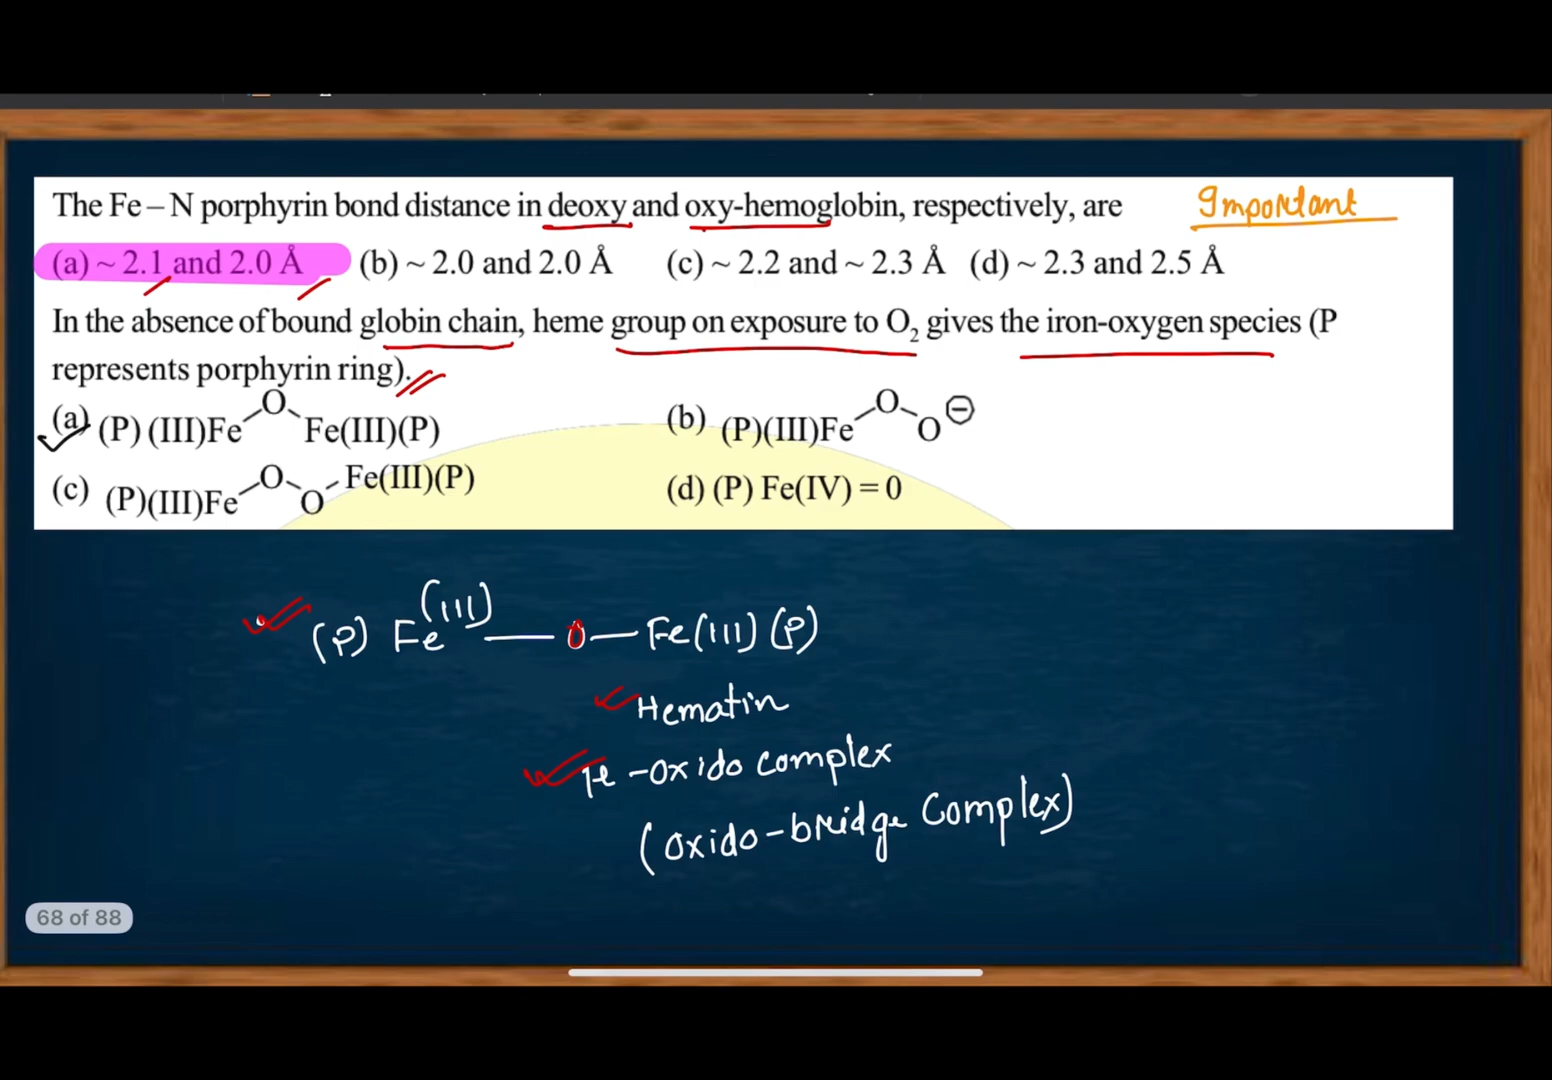 The Fe – N porphyrin bond distance in deoxy and oxy-hemoglobin, respectively, are Important
(a) ~ 2.1 and 2.0 Å (b) ~ 2.0 and 2.0 Å (c) ~ 2.2 and ~ 2.3 Å (d) ~ 2.3 and 2.5 Å
In the absence of bound globin chain, heme group on exposure to O₂ gives the iron-oxygen species (P
represents porphyrin ring).
(a) (P) (III)Fe O Fe(III)(P) (b) (P)(III)Fe O O ⊖
(c) (P)(III)Fe O O Fe(III)(P) (d) (P) Fe(IV) = 0
(P) Fe(III) — O — Fe(III) (P)
Hematin
μ -oxido complex
(oxido-bridge Complex)
68 of 88